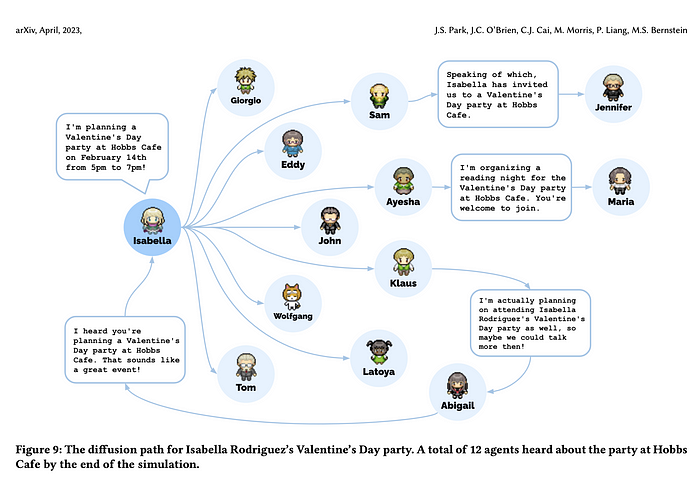 arXiv, April, 2023,
J.S. Park, J.C. O'Brien, C.J. Cai, M. Morris, P. Liang, M.S. Bernstein
I'm planning a
Valentine's Day
party at Hobbs Cafe
on February 14th
from 5pm to 7pm!
Isabella
Giorgio
Sam
Speaking of which,
Isabella has invited
us to a Valentine's
Day party at Hobbs
Cafe.
Jennifer
Eddy
Ayesha
I'm organizing a
reading night for the
Valentine's Day party
at Hobbs Cafe. You're
welcome to join.
Maria
John
Klaus
I'm actually planning
on attending Isabella
Rodriguez's Valentine's
Day party as well, so
maybe we could talk
more then!
Wolfgang
Latoya
Tom
Abigail
I heard you're
planning a Valentine's
Day party at Hobbs
Cafe. That sounds like
a great event!
Figure 9: The diffusion path for Isabella Rodriguez's Valentine's Day party. A total of 12 agents heard about the party at Hobbs
Cafe by the end of the simulation.